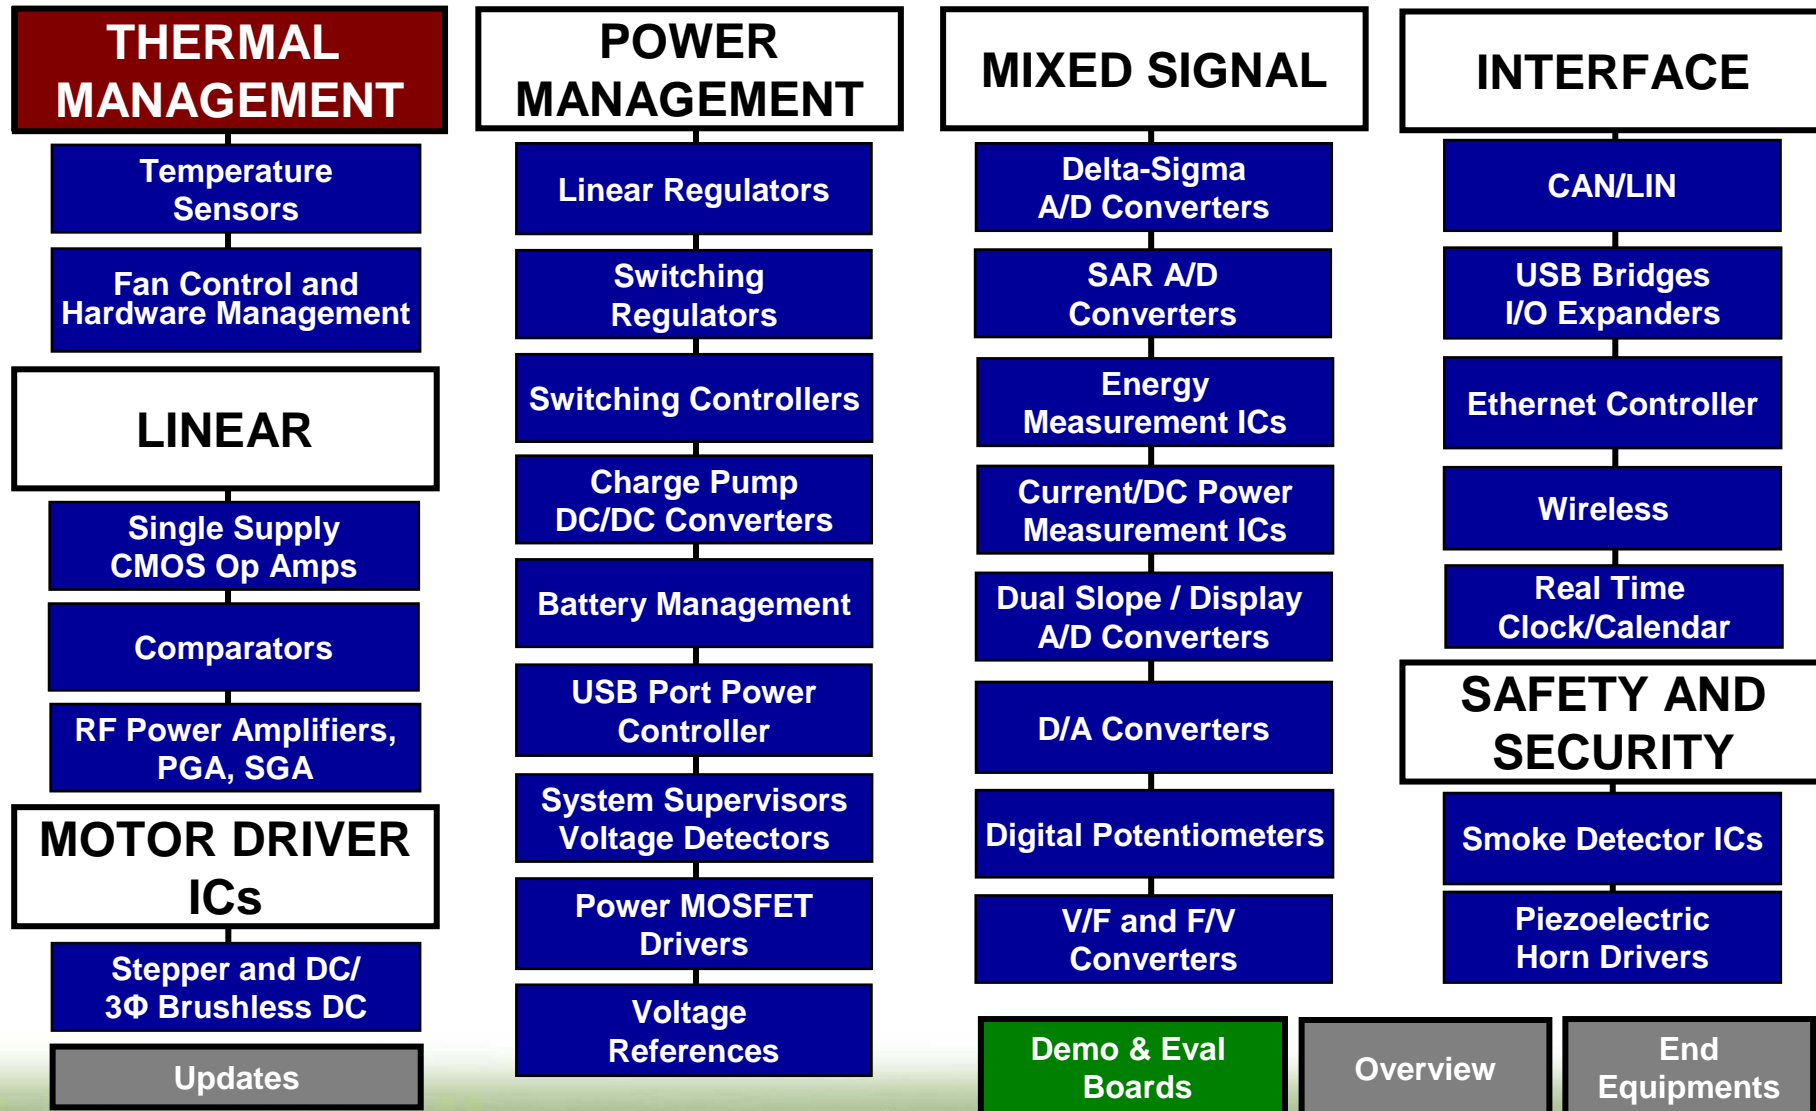 THERMAL
MANAGEMENT
Temperature
Sensors
Fan Control and
Hardware Management
LINEAR
Single Supply
CMOS Op Amps
Comparators
RF Power Amplifiers,
PGA, SGA
MOTOR DRIVER
ICs
Stepper and DC/
3Φ Brushless DC
Updates
POWER
MANAGEMENT
Linear Regulators
Switching
Regulators
Switching Controllers
Charge Pump
DC/DC Converters
Battery Management
USB Port Power
Controller
System Supervisors
Voltage Detectors
Power MOSFET
Drivers
Voltage
References
MIXED SIGNAL
Delta-Sigma
A/D Converters
SAR A/D
Converters
Energy
Measurement ICs
Current/DC Power
Measurement ICs
Dual Slope / Display
A/D Converters
D/A Converters
Digital Potentiometers
V/F and F/V
Converters
Demo & Eval
Boards
INTERFACE
CAN/LIN
USB Bridges
I/O Expanders
Ethernet Controller
Wireless
Real Time
Clock/Calendar
SAFETY AND
SECURITY
Smoke Detector ICs
Piezoelectric
Horn Drivers
Overview
End
Equipments